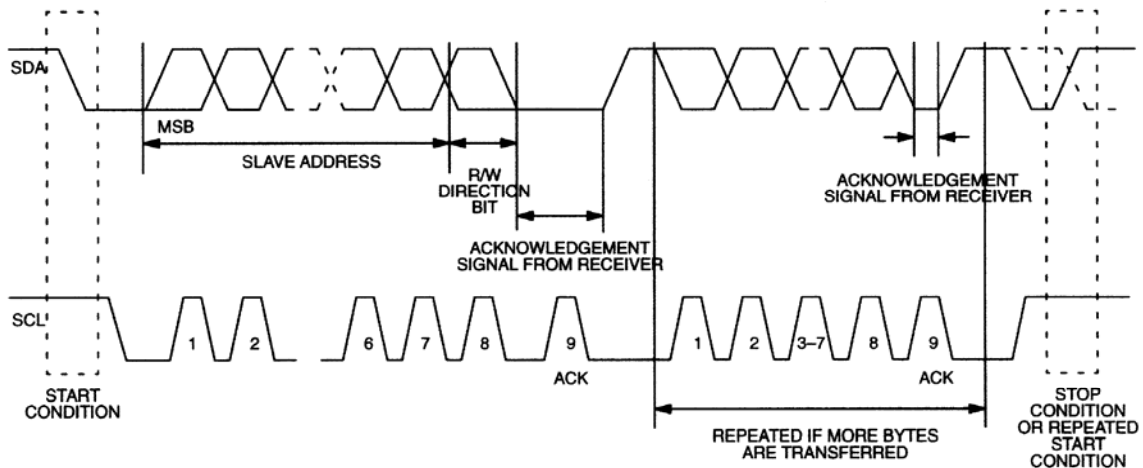 SDA
MSB
SLAVE ADDRESS
R/W
DIRECTION
BIT
ACKNOWLEDGEMENT
SIGNAL FROM RECEIVER
ACKNOWLEDGEMENT
SIGNAL FROM RECEIVER
SCL
1 2 6 7 8 9 1 2 3–7 8 9
ACK ACK
START
CONDITION
REPEATED IF MORE BYTES
ARE TRANSFERRED
STOP
CONDITION
OR REPEATED
START
CONDITION